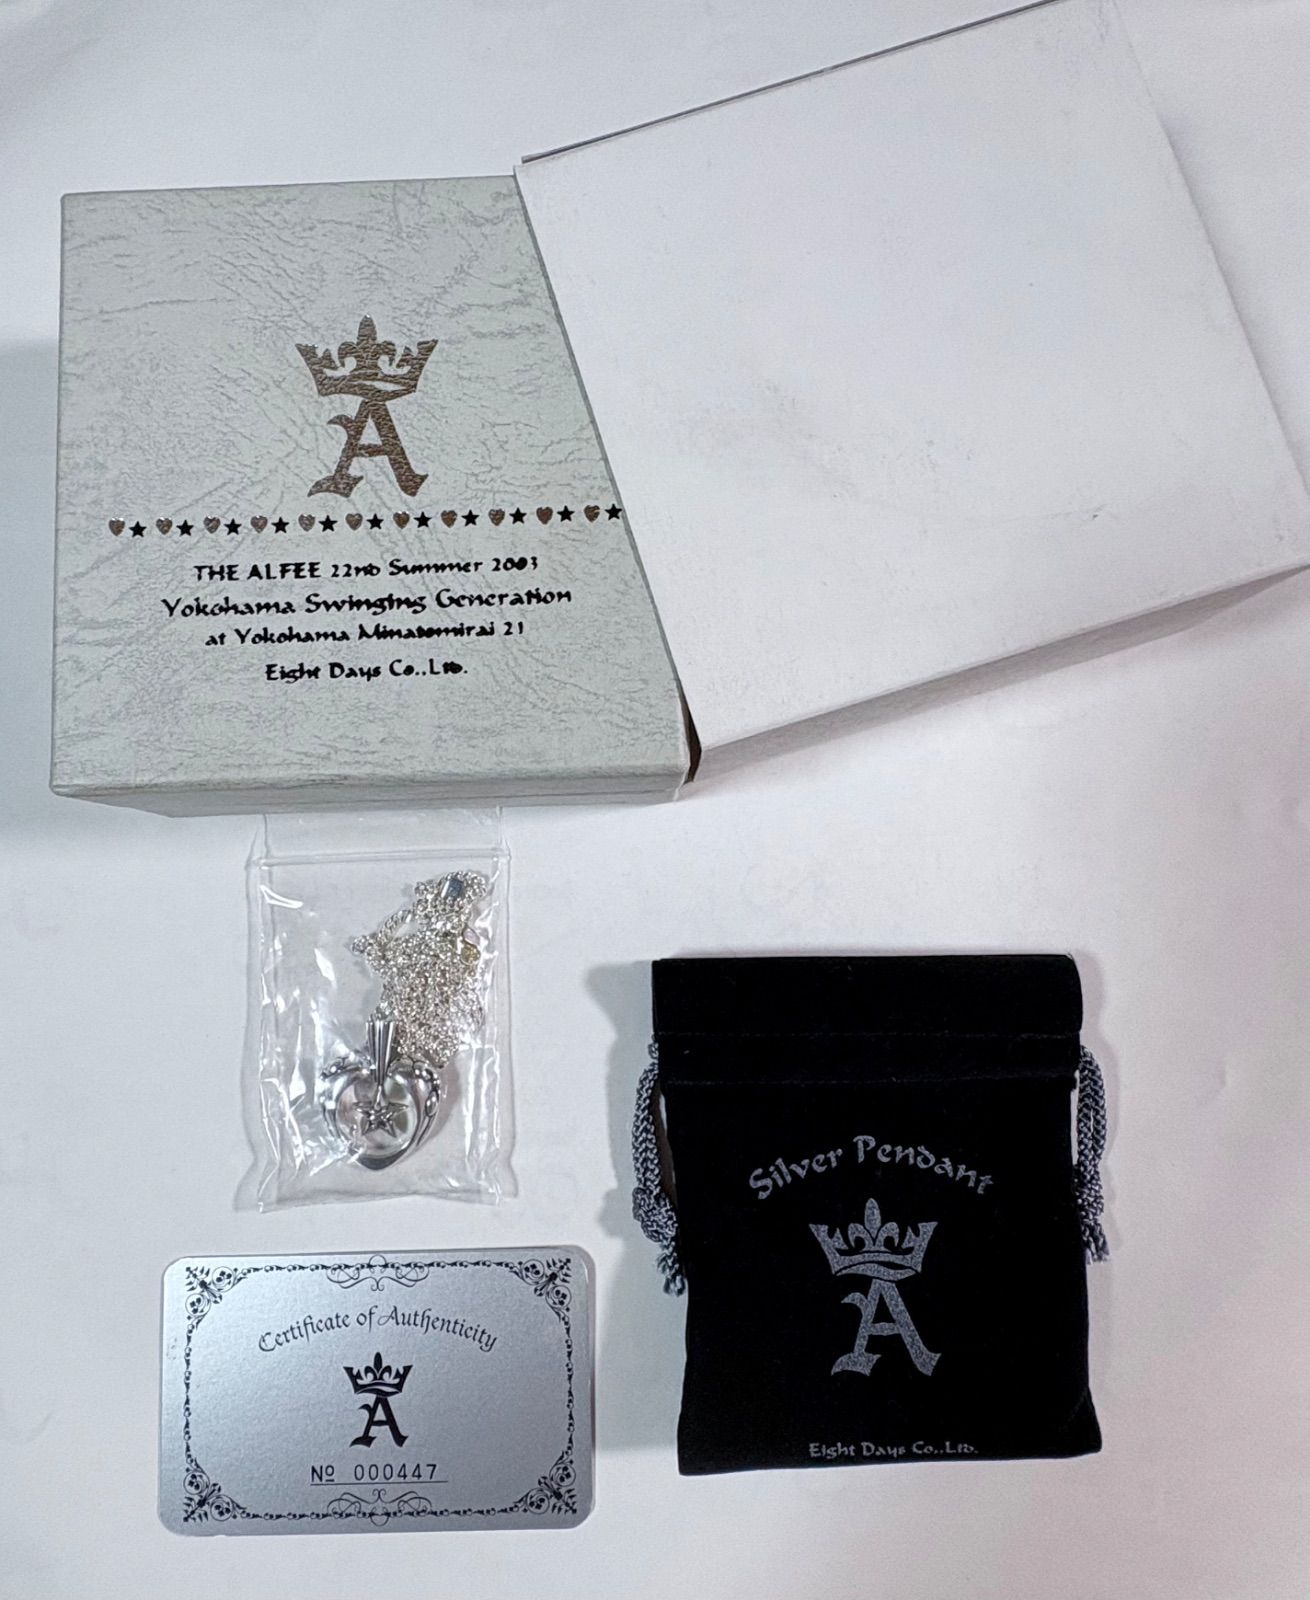 A
THE ALFEE 22nd Summer 2003
Yokohama Swinging Generation
at Yokohama Minatomirai 21
Eight Days Co.,Ltd.
Silver Pendant
A
Eight Days Co.,Ltd.
Certificate of Authenticity
A
№ 000447